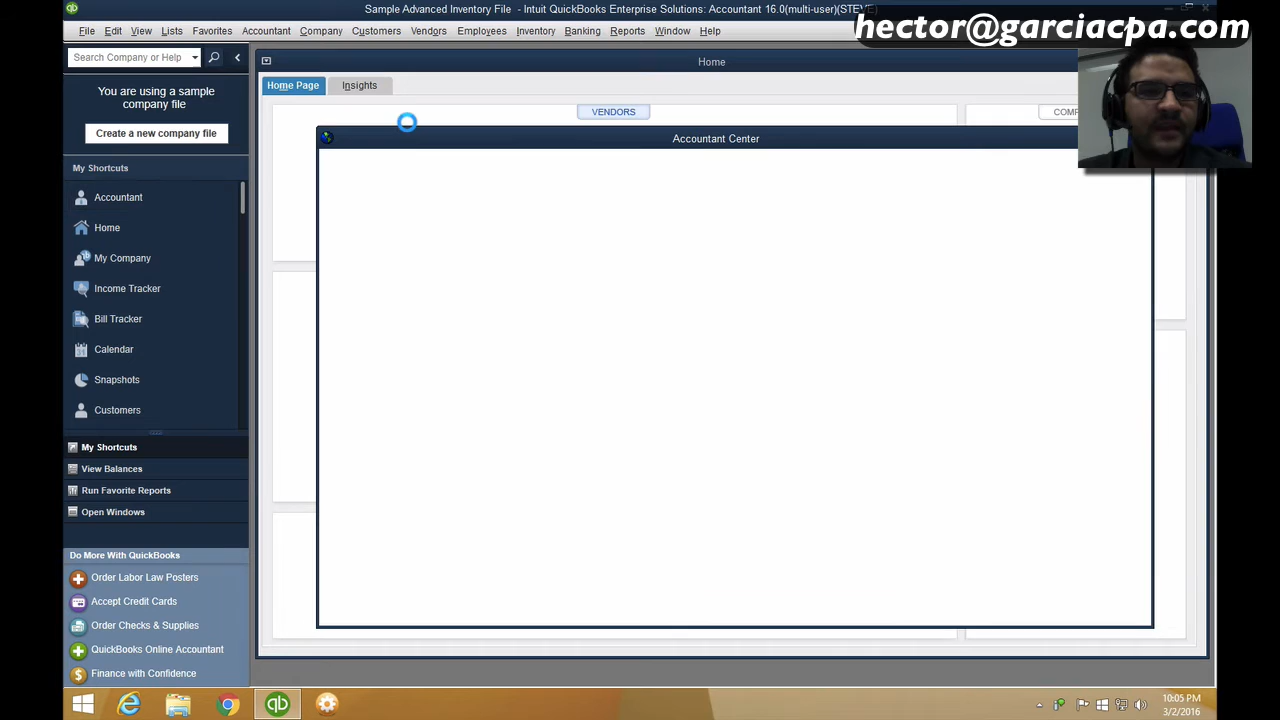 Sample Advanced Inventory File - Intuit QuickBooks Enterprise Solutions: Accountant 16.0(multi-user)(STEVE)
hector@garciacpa.com
File Edit View Lists Favorites Accountant Company Customers Vendors Employees Inventory Banking Reports Window Help
Search Company or Help
Home
You are using a sample
company file
Create a new company file
Home Page Insights
VENDORS
COMP
Accountant Center
My Shortcuts
Accountant
Home
My Company
Income Tracker
Bill Tracker
Calendar
Snapshots
Customers
My Shortcuts
View Balances
Run Favorite Reports
Open Windows
Do More With QuickBooks
Order Labor Law Posters
Accept Credit Cards
Order Checks & Supplies
QuickBooks Online Accountant
Finance with Confidence
10:05 PM
3/2/2016